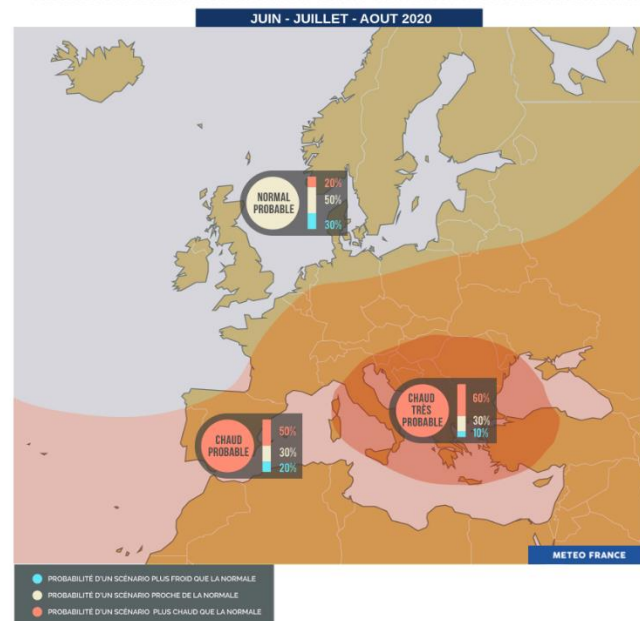 JUIN - JUILLET - AOUT 2020
NORMAL
PROBABLE
20%
50%
30%
CHAUD
PROBABLE
50%
30%
20%
CHAUD
TRÈS
PROBABLE
60%
30%
10%
METEO FRANCE
PROBABILITÉ D'UN SCÉNARIO PLUS FROID QUE LA NORMALE
PROBABILITÉ D'UN SCÉNARIO PROCHE DE LA NORMALE
PROBABILITÉ D'UN SCÉNARIO PLUS CHAUD QUE LA NORMALE